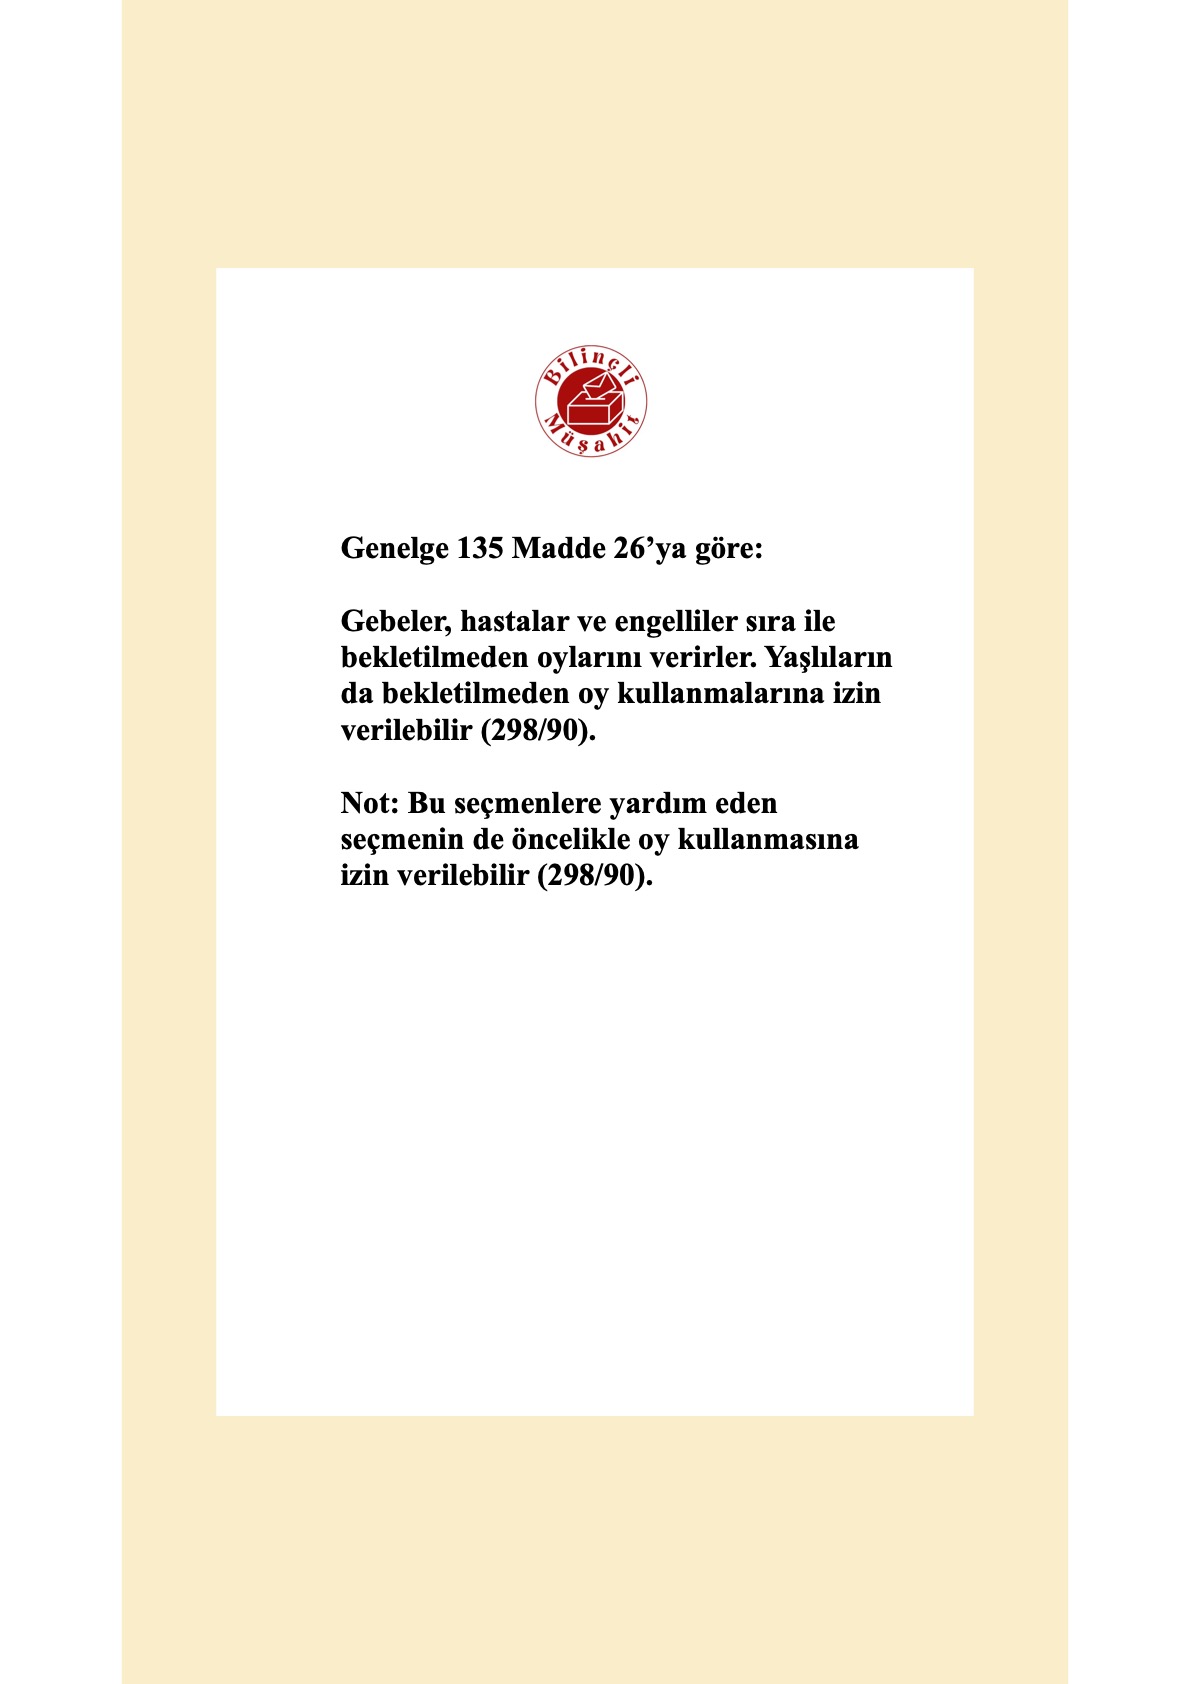 Bilinçli
Müşahit
Genelge 135 Madde 26’ya göre:
Gebeler, hastalar ve engelliler sıra ile
bekletilmeden oylarını verirler. Yaşlıların
da bekletilmeden oy kullanmalarına izin
verilebilir (298/90).
Not: Bu seçmenlere yardım eden
seçmenin de öncelikle oy kullanmasına
izin verilebilir (298/90).